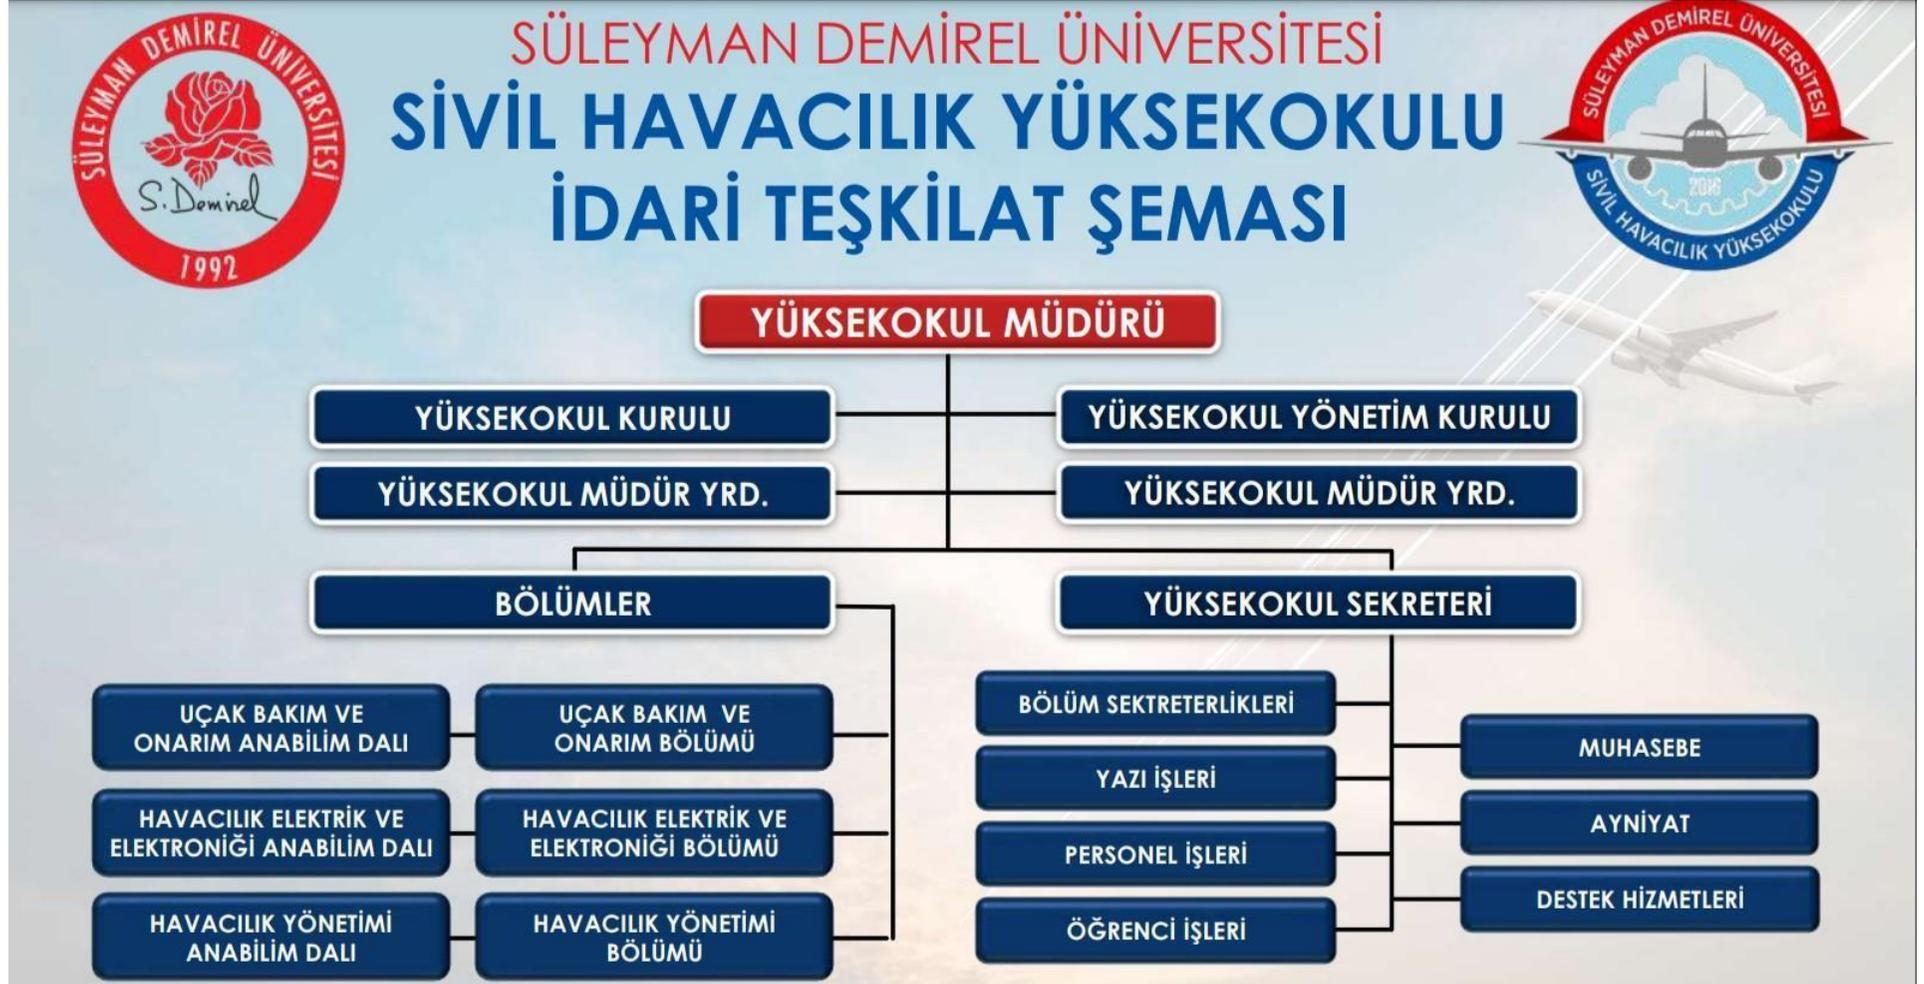 SÜLEYMAN DEMİREL ÜNİVERSİTESİ
S. Demirel
1992
SÜLEYMAN DEMİREL ÜNİVERSİTESİ
SİVİL HAVACILIK YÜKSEKOKULU
İDARİ TEŞKİLAT ŞEMASI
SÜLEYMAN DEMİREL ÜNİVERSİTESİ
2016
SİVİL HAVACILIK YÜKSEKOKULU
YÜKSEKOKUL MÜDÜRÜ
YÜKSEKOKUL KURULU
YÜKSEKOKUL YÖNETİM KURULU
YÜKSEKOKUL MÜDÜR YRD.
YÜKSEKOKUL MÜDÜR YRD.
BÖLÜMLER
YÜKSEKOKUL SEKRETERİ
UÇAK BAKIM VE
ONARIM ANABİLİM DALI
UÇAK BAKIM VE
ONARIM BÖLÜMÜ
HAVACILIK ELEKTRİK VE
ELEKTRONİĞİ ANABİLİM DALI
HAVACILIK ELEKTRİK VE
ELEKTRONİĞİ BÖLÜMÜ
HAVACILIK YÖNETİMİ
ANABİLİM DALI
HAVACILIK YÖNETİMİ
BÖLÜMÜ
BÖLÜM SEKTRETERLİKLERİ
YAZI İŞLERİ
PERSONEL İŞLERİ
ÖĞRENCİ İŞLERİ
MUHASEBE
AYNİYAT
DESTEK HİZMETLERİ